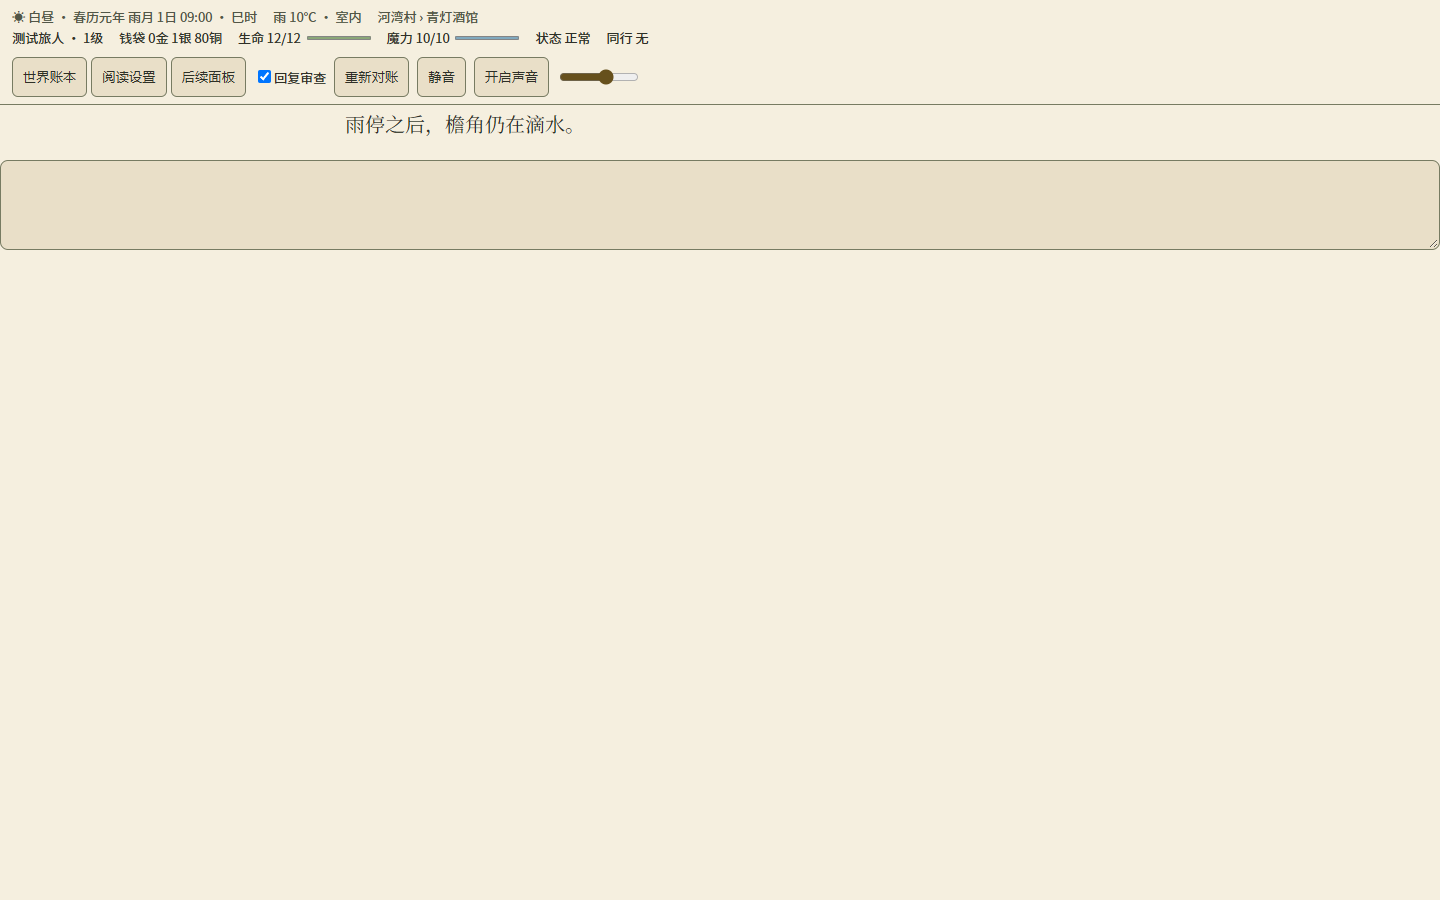 ☀ 白昼 · 春历元年 雨月 1日 09:00 · 巳时 雨 10℃ · 室内 河湾村 › 青灯酒馆
测试旅人 · 1级 钱袋 0金 1银 80铜 生命 12/12 魔力 10/10 状态 正常 同行 无
世界账本 阅读设置 后续面板 回复审查 重新对账 静音 开启声音
雨停之后，檐角仍在滴水。